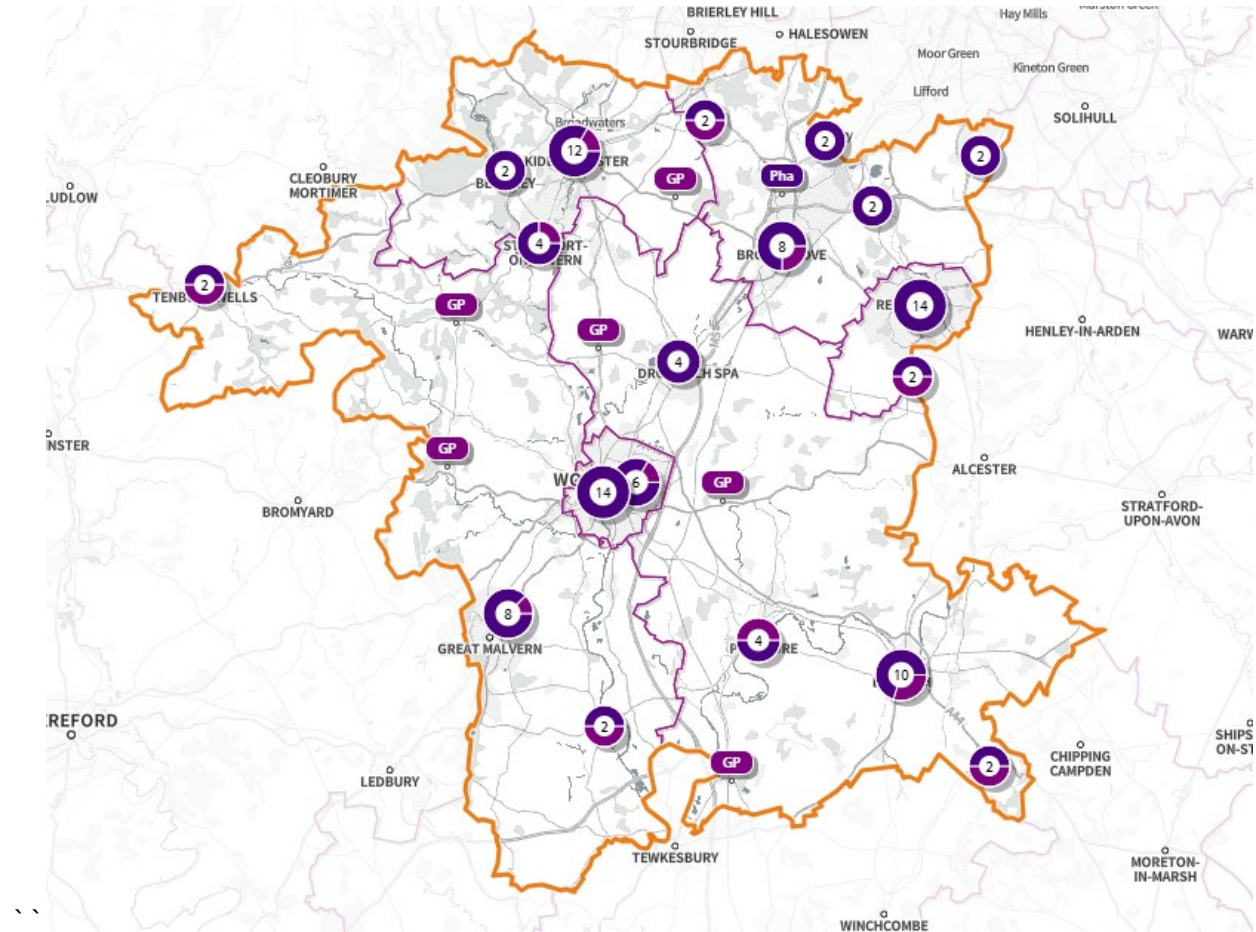 BRIERLEY HILL
Hay Mills
STOURBRIDGE
HALESOWEN
Moor Green
Kineton Green
Lifford
SOLIHULL
2
Broadwaters
2
12
2
2
CLEOBURY
MORTIMER
GP
Pha
2
4
8
2
GP
14
GP
HENLEY-IN-ARDEN
4
2
GP
ALCESTER
GP
14
6
BROMYARD
STRATFORD-
UPON-AVON
8
GREAT MALVERN
4
10
A44
2
GP
2
CHIPPING
CAMPDEN
LEDBURY
TEWKESBURY
MORETON-
IN-MARSH
WINCHCOMBE